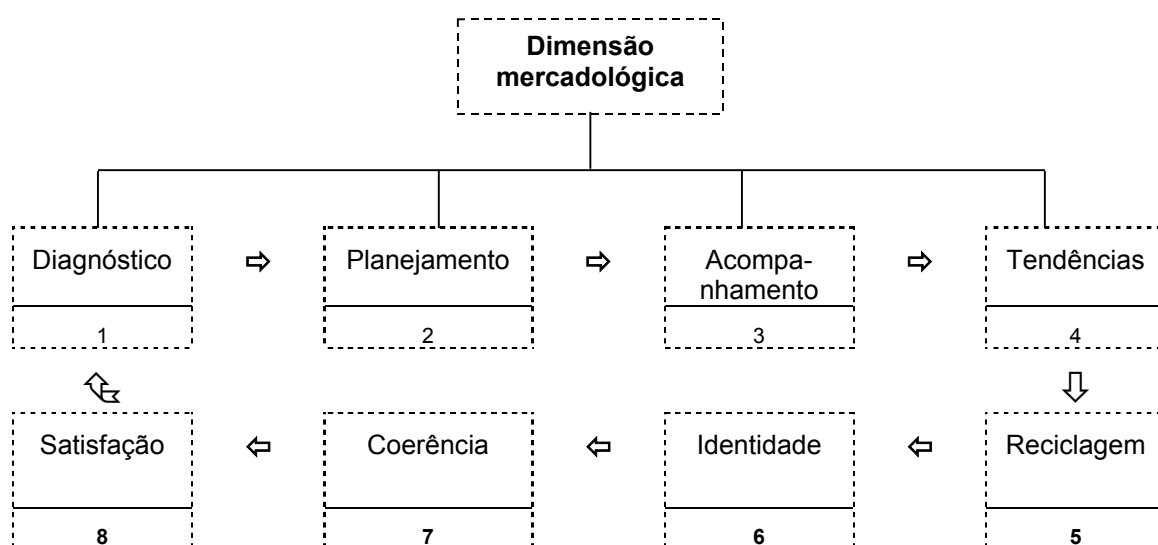 Dimensão
mercadológica
Diagnóstico
Planejamento
Acompa-
nhamento
Tendências
1
2
3
4
Satisfação
Coerência
Identidade
Reciclagem
8
7
6
5